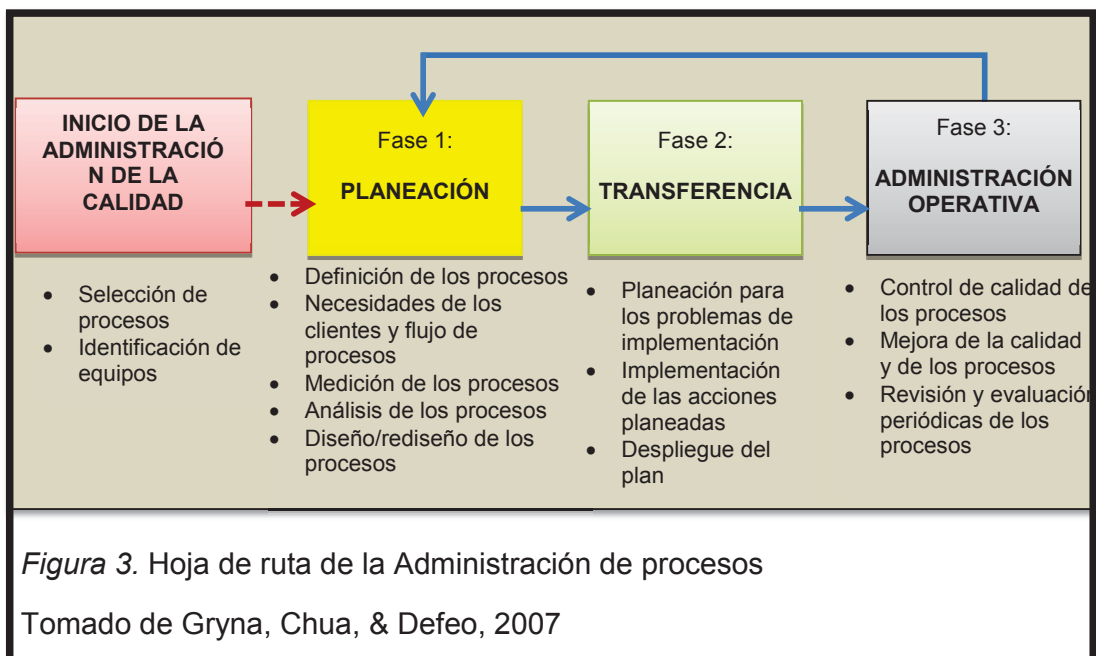 INICIO DE LA
ADMINISTRACIÓ
N DE LA
CALIDAD
Fase 1:
PLANEACIÓN
Fase 2:
TRANSFERENCIA
Fase 3:
ADMINISTRACIÓN
OPERATIVA
• Selección de
procesos
• Identificación de
equipos
• Definición de los procesos
• Necesidades de los
clientes y flujo de
procesos
• Medición de los procesos
• Análisis de los procesos
• Diseño/rediseño de los
procesos
• Planeación para
los problemas de
implementación
• Implementación
de las acciones
planeadas
• Despliegue del
plan
• Control de calidad de
los procesos
• Mejora de la calidad
y de los procesos
• Revisión y evaluación
periódicas de los
procesos
Figura 3. Hoja de ruta de la Administración de procesos
Tomado de Gryna, Chua, & Defeo, 2007